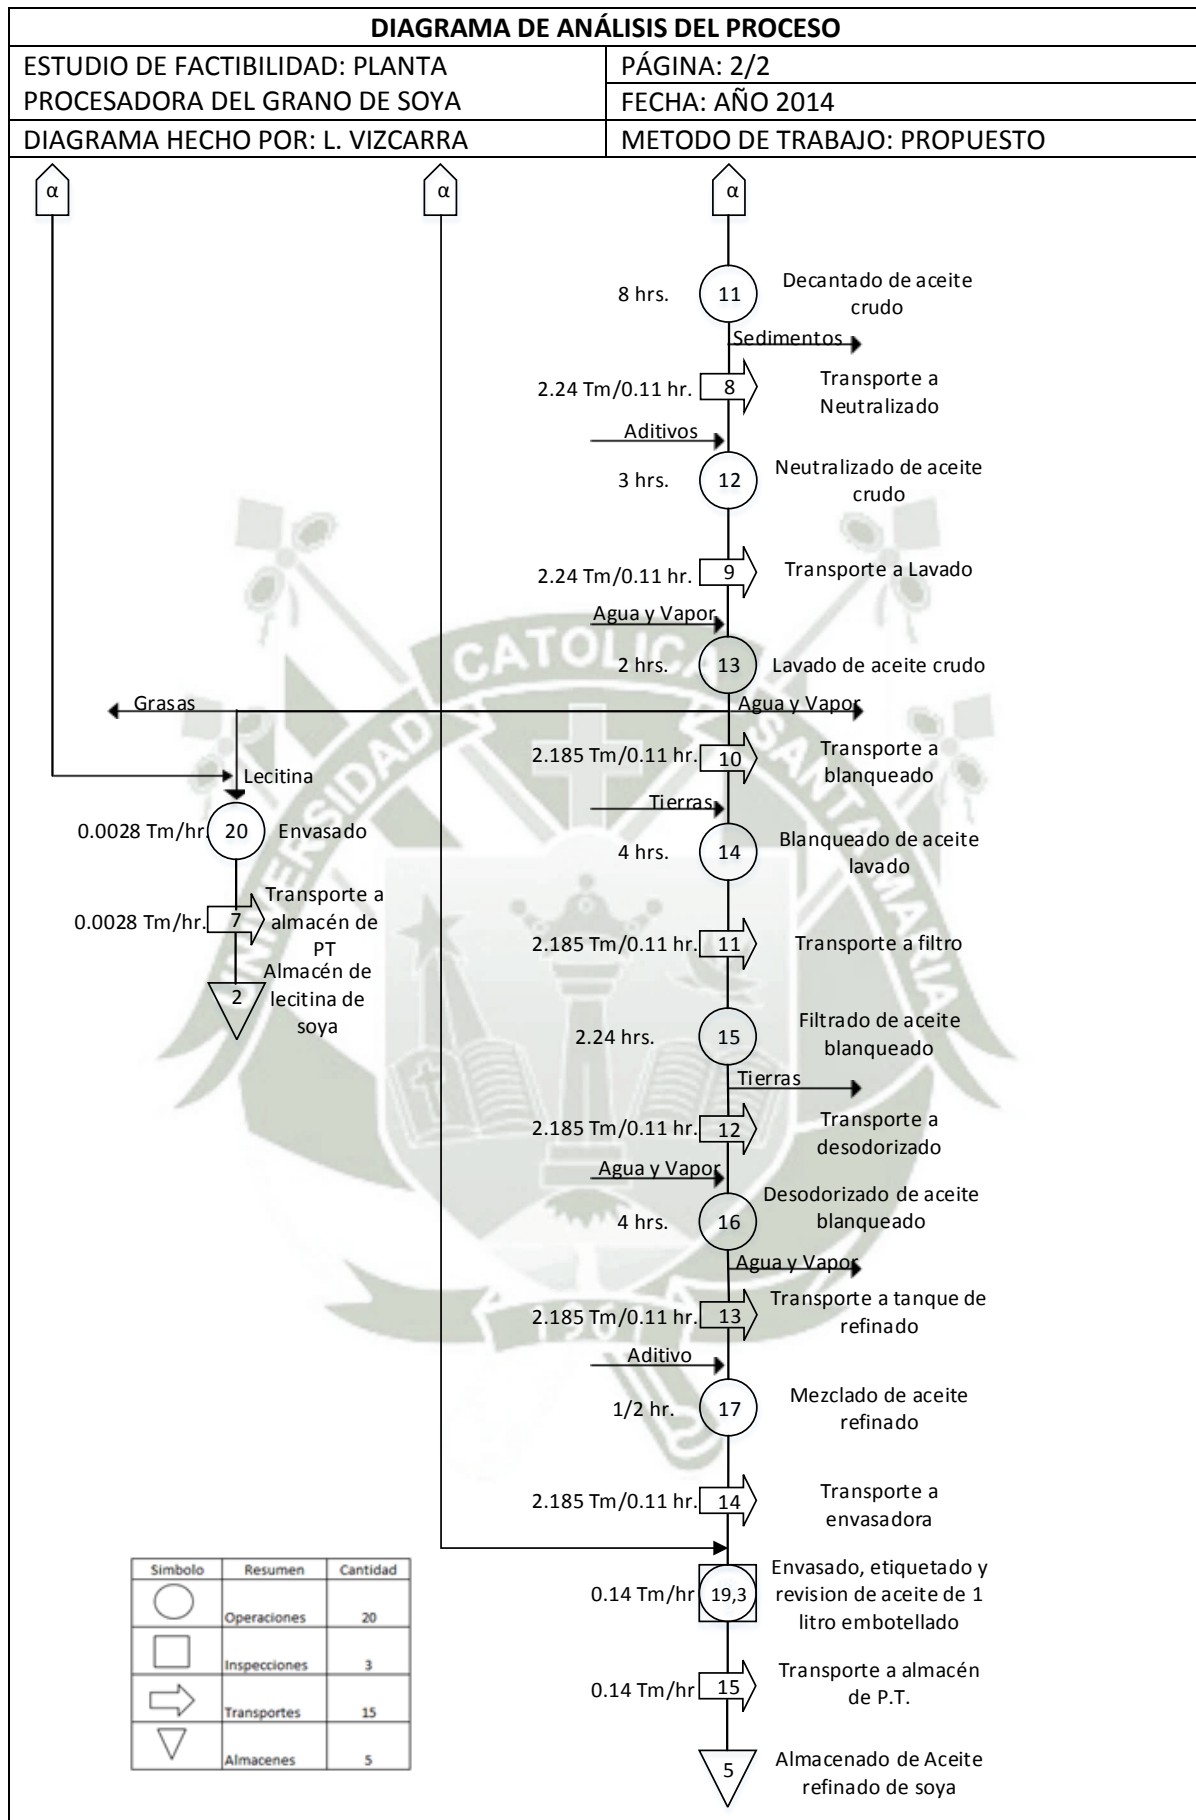 DIAGRAMA DE ANÁLISIS DEL PROCESO
ESTUDIO DE FACTIBILIDAD: PLANTA
PROCESADORA DEL GRANO DE SOYA
PÁGINA: 2/2
FECHA: AÑO 2014
DIAGRAMA HECHO POR: L. VIZCARRA
METODO DE TRABAJO: PROPUESTO
α
α
α
8 hrs.
11
Decantado de aceite
crudo
Sedimentos
2.24 Tm/0.11 hr.
8
Transporte a
Neutralizado
Aditivos
3 hrs.
12
Neutralizado de aceite
crudo
2.24 Tm/0.11 hr.
9
Transporte a Lavado
Agua y Vapor
2 hrs.
13
Lavado de aceite crudo
Grasas
Agua y Vapor
2.185 Tm/0.11 hr.
10
Transporte a
blanqueado
Lecitina
Tierras
0.0028 Tm/hr.
20
Envasado
4 hrs.
14
Blanqueado de aceite
lavado
0.0028 Tm/hr.
7
Transporte a
almacén de
PT
2.185 Tm/0.11 hr.
11
Transporte a filtro
2
Almacén de
lecitina de
soya
2.24 hrs.
15
Filtrado de aceite
blanqueado
Tierras
2.185 Tm/0.11 hr.
12
Transporte a
desodorizado
Agua y Vapor
4 hrs.
16
Desodorizado de aceite
blanqueado
Agua y Vapor
2.185 Tm/0.11 hr.
13
Transporte a tanque de
refinado
Aditivo
1/2 hr.
17
Mezclado de aceite
refinado
2.185 Tm/0.11 hr.
14
Transporte a
envasadora
0.14 Tm/hr
19,3
Envasado, etiquetado y
revision de aceite de 1
litro embotellado
0.14 Tm/hr
15
Transporte a almacén
de P.T.
5
Almacenado de Aceite
refinado de soya
Simbolo Resumen Cantidad
Operaciones 20
Inspecciones 3
Transportes 15
Almacenes 5
UNIVERSIDAD CATOLICA SANTA MARIA
1961